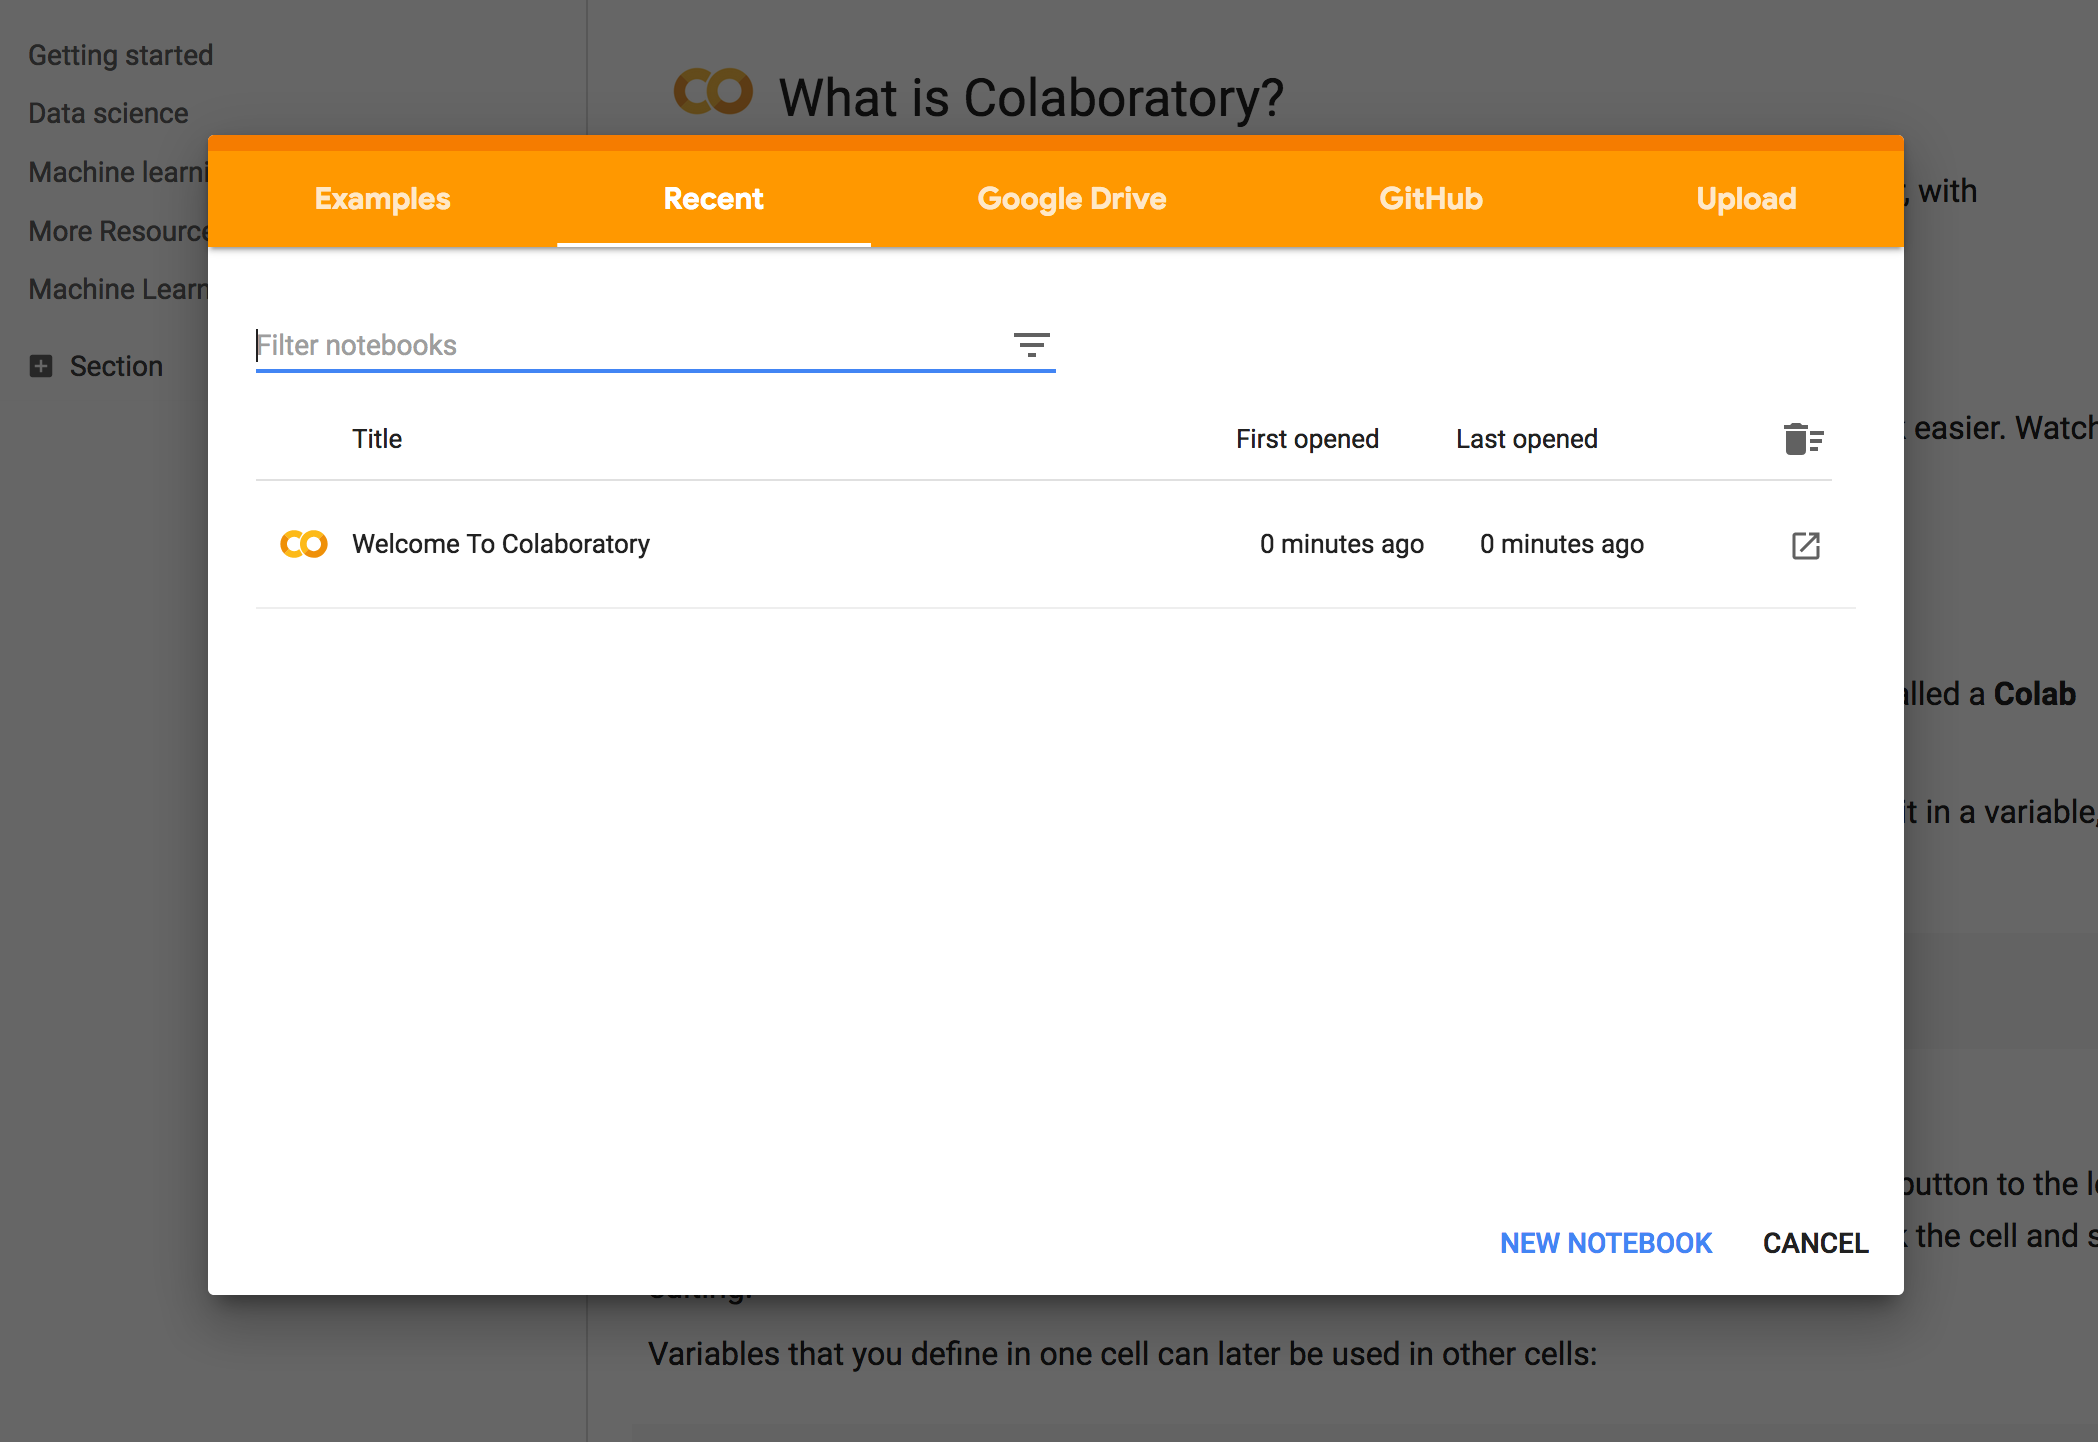 Getting started
Data science
Machine learni
More Resource
Machine Learn
Section
What is Colaboratory?
, with
Examples Recent Google Drive GitHub Upload
Filter notebooks
Title First opened Last opened
Welcome To Colaboratory 0 minutes ago 0 minutes ago
easier. Watch
alled a Colab
it in a variable,
button to the l
the cell and s
NEW NOTEBOOK CANCEL
Variables that you define in one cell can later be used in other cells: